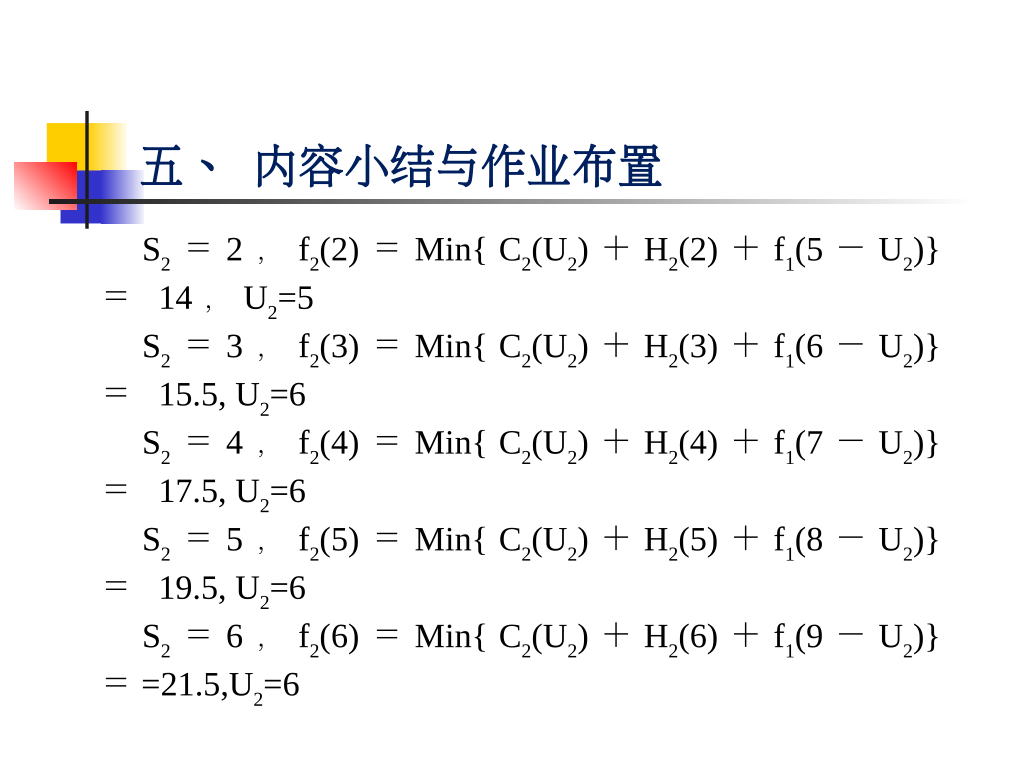 五、 内容小结与作业布置
S₂ = 2 , f₂(2) = Min{ C₂(U₂) + H₂(2) + f₁(5 - U₂)}
= 14 , U₂=5
S₂ = 3 , f₂(3) = Min{ C₂(U₂) + H₂(3) + f₁(6 - U₂)}
= 15.5, U₂=6
S₂ = 4 , f₂(4) = Min{ C₂(U₂) + H₂(4) + f₁(7 - U₂)}
= 17.5, U₂=6
S₂ = 5 , f₂(5) = Min{ C₂(U₂) + H₂(5) + f₁(8 - U₂)}
= 19.5, U₂=6
S₂ = 6 , f₂(6) = Min{ C₂(U₂) + H₂(6) + f₁(9 - U₂)}
= =21.5,U₂=6